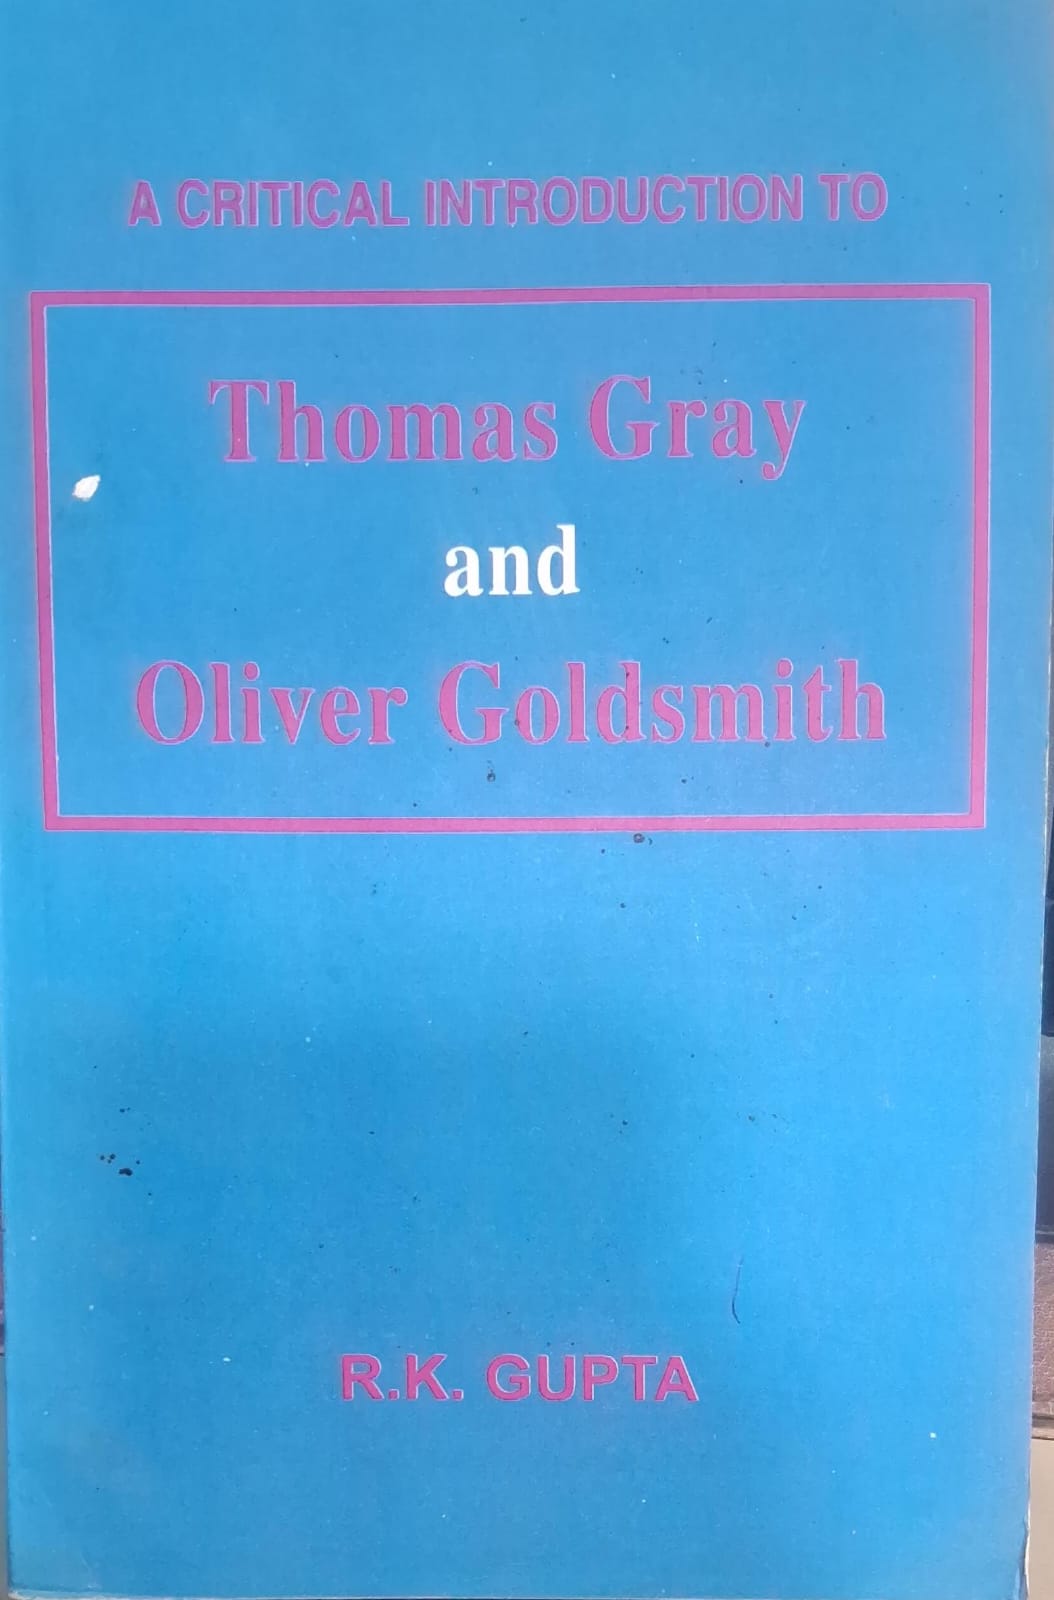 A CRITICAL INTRODUCTION TO
Thomas Gray
and
Oliver Goldsmith
R.K. GUPTA